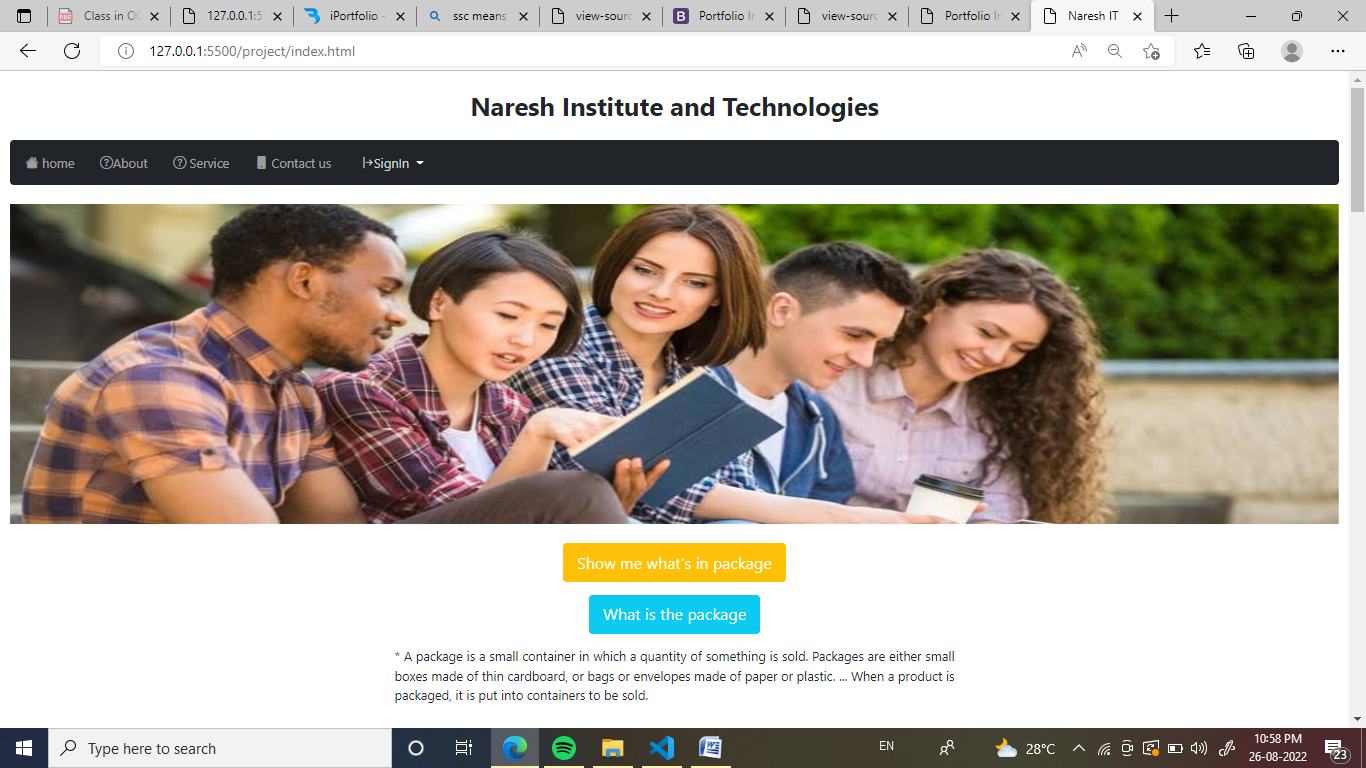 Class in OO
127.0.0.1:5
iPortfolio -
ssc means
view-sourc
Portfolio In
view-sourc
Portfolio In
Naresh IT
127.0.0.1:5500/project/index.html
Naresh Institute and Technologies
home About Service Contact us SignIn
Show me what's in package
What is the package
* A package is a small container in which a quantity of something is sold. Packages are either small
boxes made of thin cardboard, or bags or envelopes made of paper or plastic. ... When a product is
packaged, it is put into containers to be sold.
Type here to search
EN
28°C
10:58 PM
26-08-2022
23